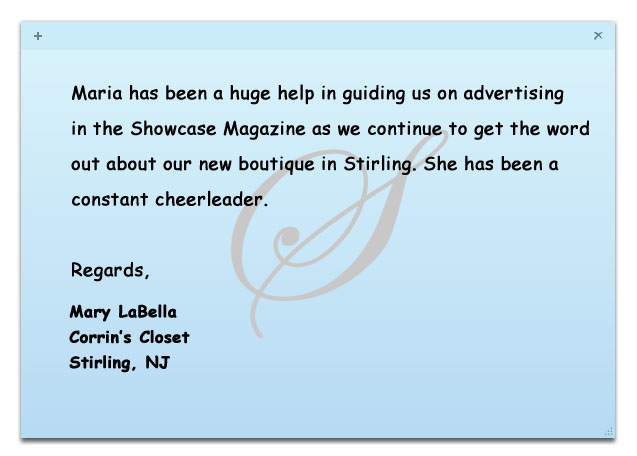 Maria has been a huge help in guiding us on advertising
in the Showcase Magazine as we continue to get the word
out about our new boutique in Stirling. She has been a
constant cheerleader.
Regards,
Mary LaBella
Corrin's Closet
Stirling, NJ
S